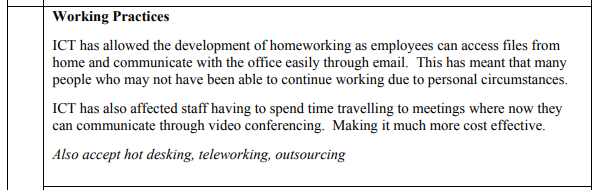 Working Practices
ICT has allowed the development of homeworking as employees can access files from
home and communicate with the office easily through email.  This has meant that many
people who may not have been able to continue working due to personal circumstances.
ICT has also affected staff having to spend time travelling to meetings where now they
can communicate through video conferencing.  Making it much more cost effective.
Also accept hot desking, teleworking, outsourcing